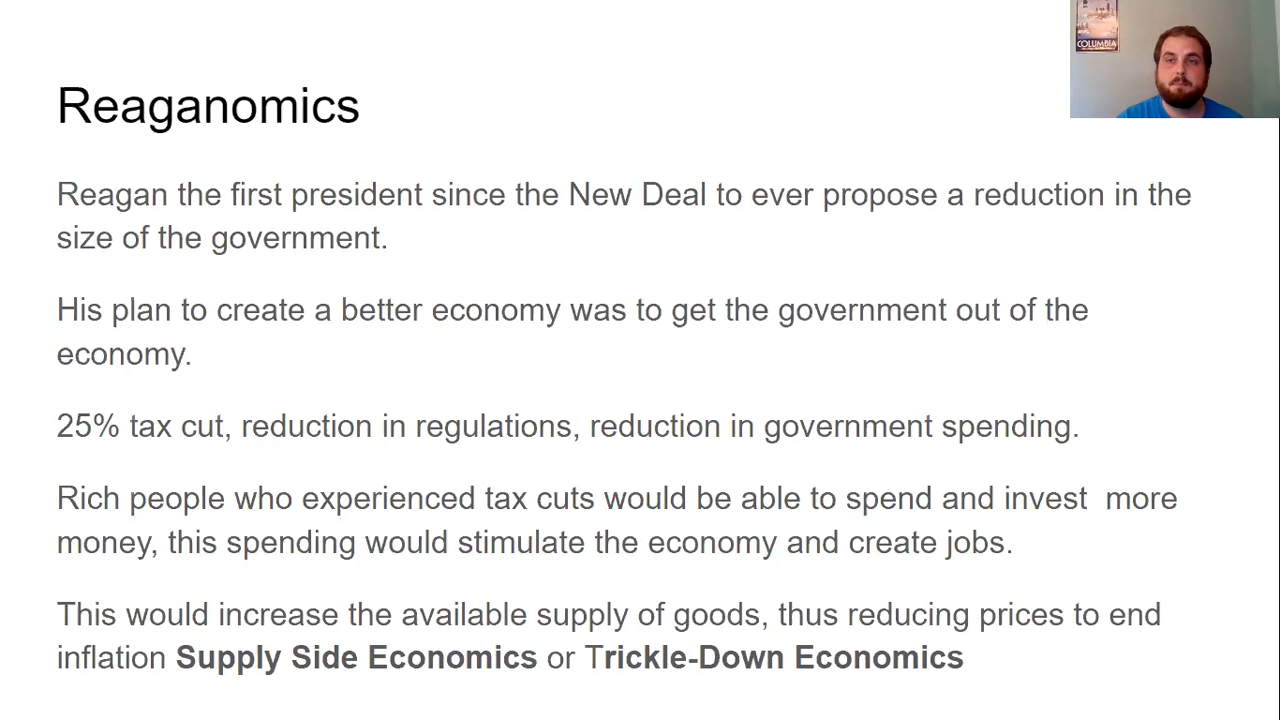 COLUMBIA
Reaganomics
Reagan the first president since the New Deal to ever propose a reduction in the
size of the government.
His plan to create a better economy was to get the government out of the
economy.
25% tax cut, reduction in regulations, reduction in government spending.
Rich people who experienced tax cuts would be able to spend and invest  more
money, this spending would stimulate the economy and create jobs.
This would increase the available supply of goods, thus reducing prices to end
inflation Supply Side Economics or Trickle-Down Economics